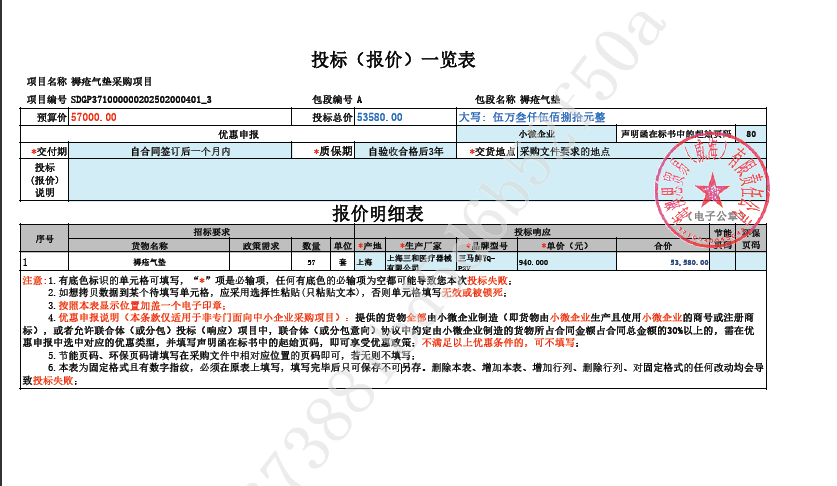 投标（报价）一览表
项目名称 褥疮气垫采购项目
项目编号 SDGP371000000202502000401_3 包段编号 A 包段名称 褥疮气垫
预算价 57000.00 投标总价 53580.00 大写: 伍万叁仟伍佰捌拾元整
优惠申报 小微企业 声明函在标书中的起始页码 80
*交付期 自合同签订后一个月内 *质保期 自验收合格后3年 *交货地点 采购文件要求的地点
投标
(报价)
说明
（电子公章）
报价明细表
序号 招标要求 投标响应 节能页码 环保页码
货物名称 政策需求 数量 单位 *产地 *生产厂家 *品牌型号 *单价（元） 合价
1 褥疮气垫 57 套 上海 上海三和医疗器械有限公司 三马牌 940.000 53,580.00
注意:1.有底色标识的单元格可填写，“*”项是必输项，任何有底色的必输项为空都可能导致您本次投标失败；
2.如想拷贝数据到某个待填写单元格，应采用选择性粘贴(只粘贴文本)，否则单元格填写无效或被锁死；
3.按照本表显示位置加盖一个电子印章；
4.优惠申报说明（本条款仅适用于非专门面向中小企业采购项目）：提供的货物全部由小微企业制造（即货物由小微企业生产且使用小微企业的商号或注册商
标），或者允许联合体（或分包）投标（响应）项目中，联合体（或分包意向）协议中约定由小微企业制造的货物所占合同金额占合同总金额的30%以上的，需在优
惠申报中选中对应的优惠类型，并填写声明函在标书中的起始页码，即可享受优惠政策；不满足以上优惠条件的，可不填写；
5.节能页码、环保页码请填写在采购文件中相对应位置的页码即可，若无则不填写；
6.本表为固定格式且有数字指纹，必须在原表上填写，填写完毕后只可保存不可另存。删除本表、增加本表、增加行列、删除行列、对固定格式的任何改动均会导
致投标失败；